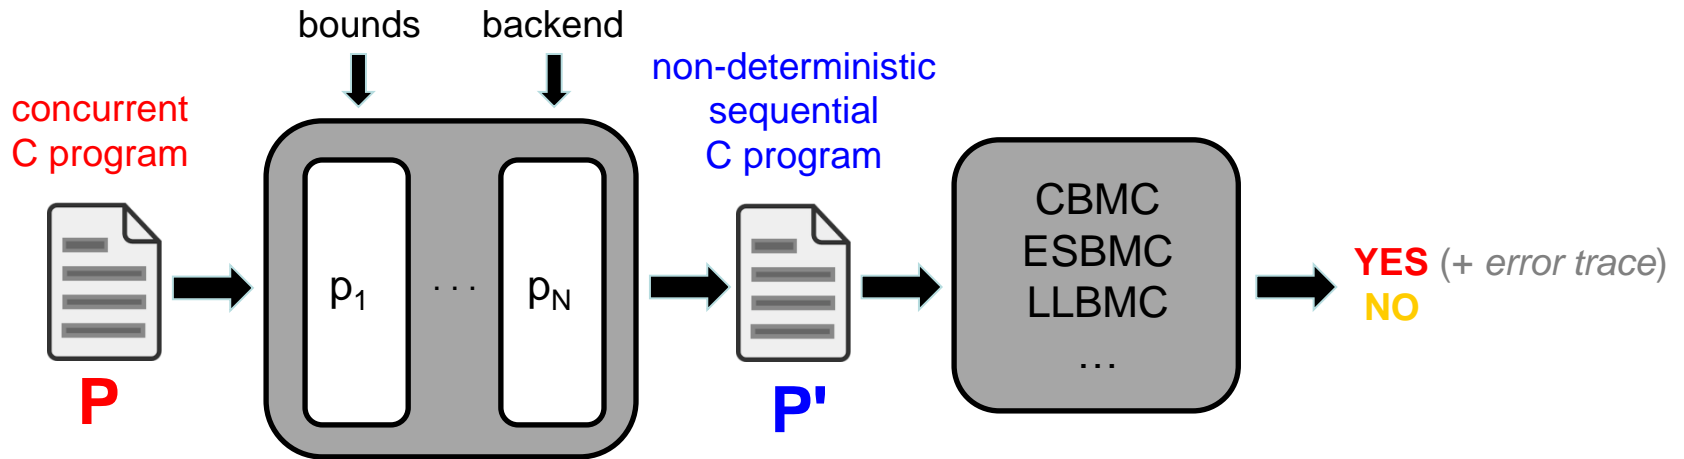 bounds
backend
concurrent
C program
P
p1
. . .
pN
non-deterministic
sequential
C program
P'
CBMC
ESBMC
LLBMC
...
YES (+ error trace)
NO